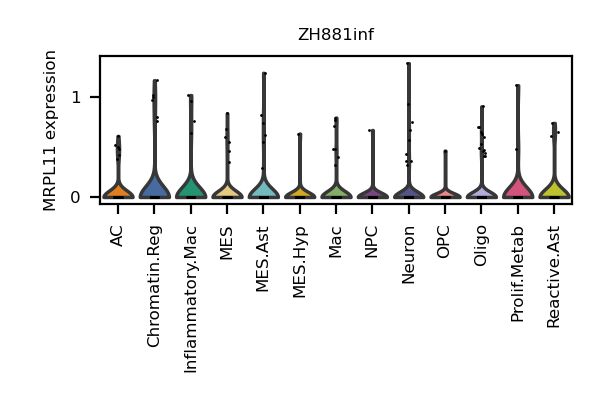 ZH881inf
MRPL11 expression
1
0
AC
Chromatin.Reg
Inflammatory.Mac
MES
MES.Ast
MES.Hyp
Mac
NPC
Neuron
OPC
Oligo
Prolif.Metab
Reactive.Ast